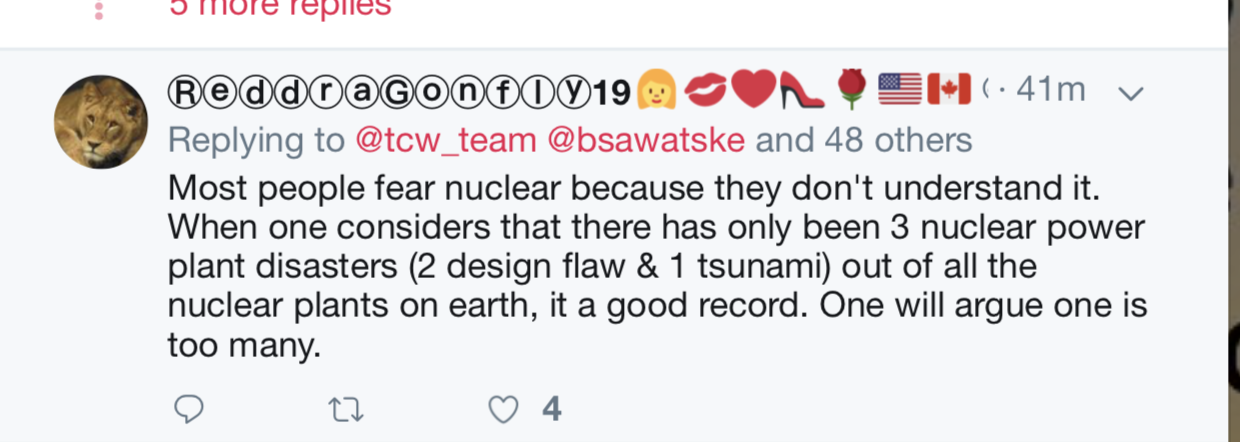 5 more replies
ⓇⓔⓓⓓⓡⓐⒼⓞⓝⓕⓛⓨ19👱‍♀️💋❤️👠🌹🇺🇸🇨🇦 ( · 41m
Replying to @tcw_team @bsawatske and 48 others
Most people fear nuclear because they don't understand it.
When one considers that there has only been 3 nuclear power
plant disasters (2 design flaw & 1 tsunami) out of all the
nuclear plants on earth, it a good record. One will argue one is
too many.
4